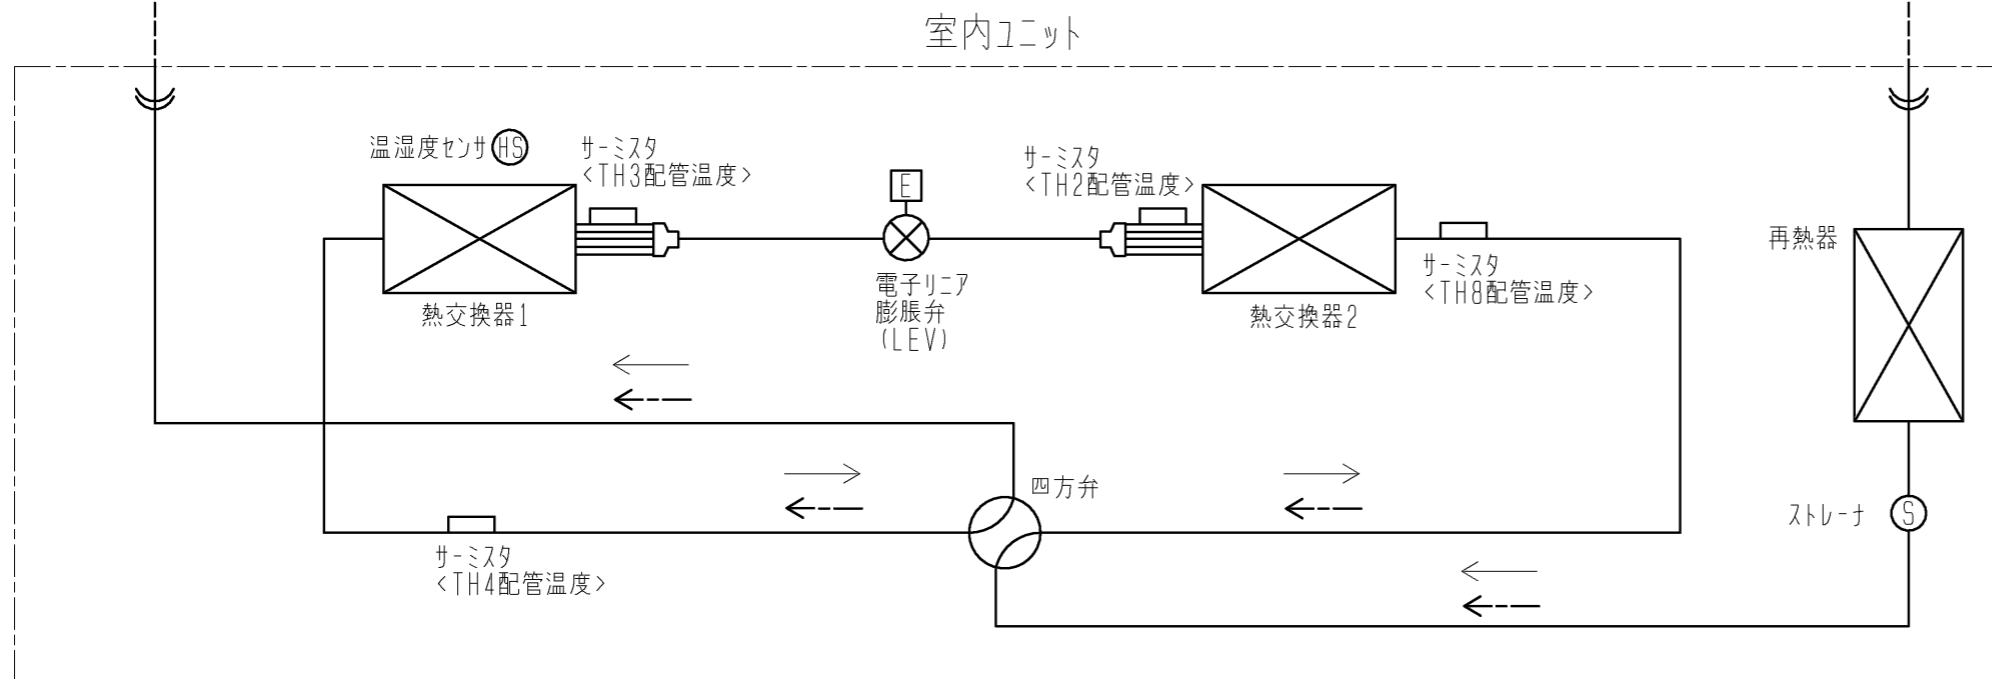 室内ユニット
温湿度センサ HS
サーミスタ
<TH3配管温度>
E
サーミスタ
<TH2配管温度>
再熱器
サーミスタ
<TH8配管温度>
電子リニア
膨脹弁
(LEV)
熱交換器1
熱交換器2
四方弁
ストレーナ S
サーミスタ
<TH4配管温度>